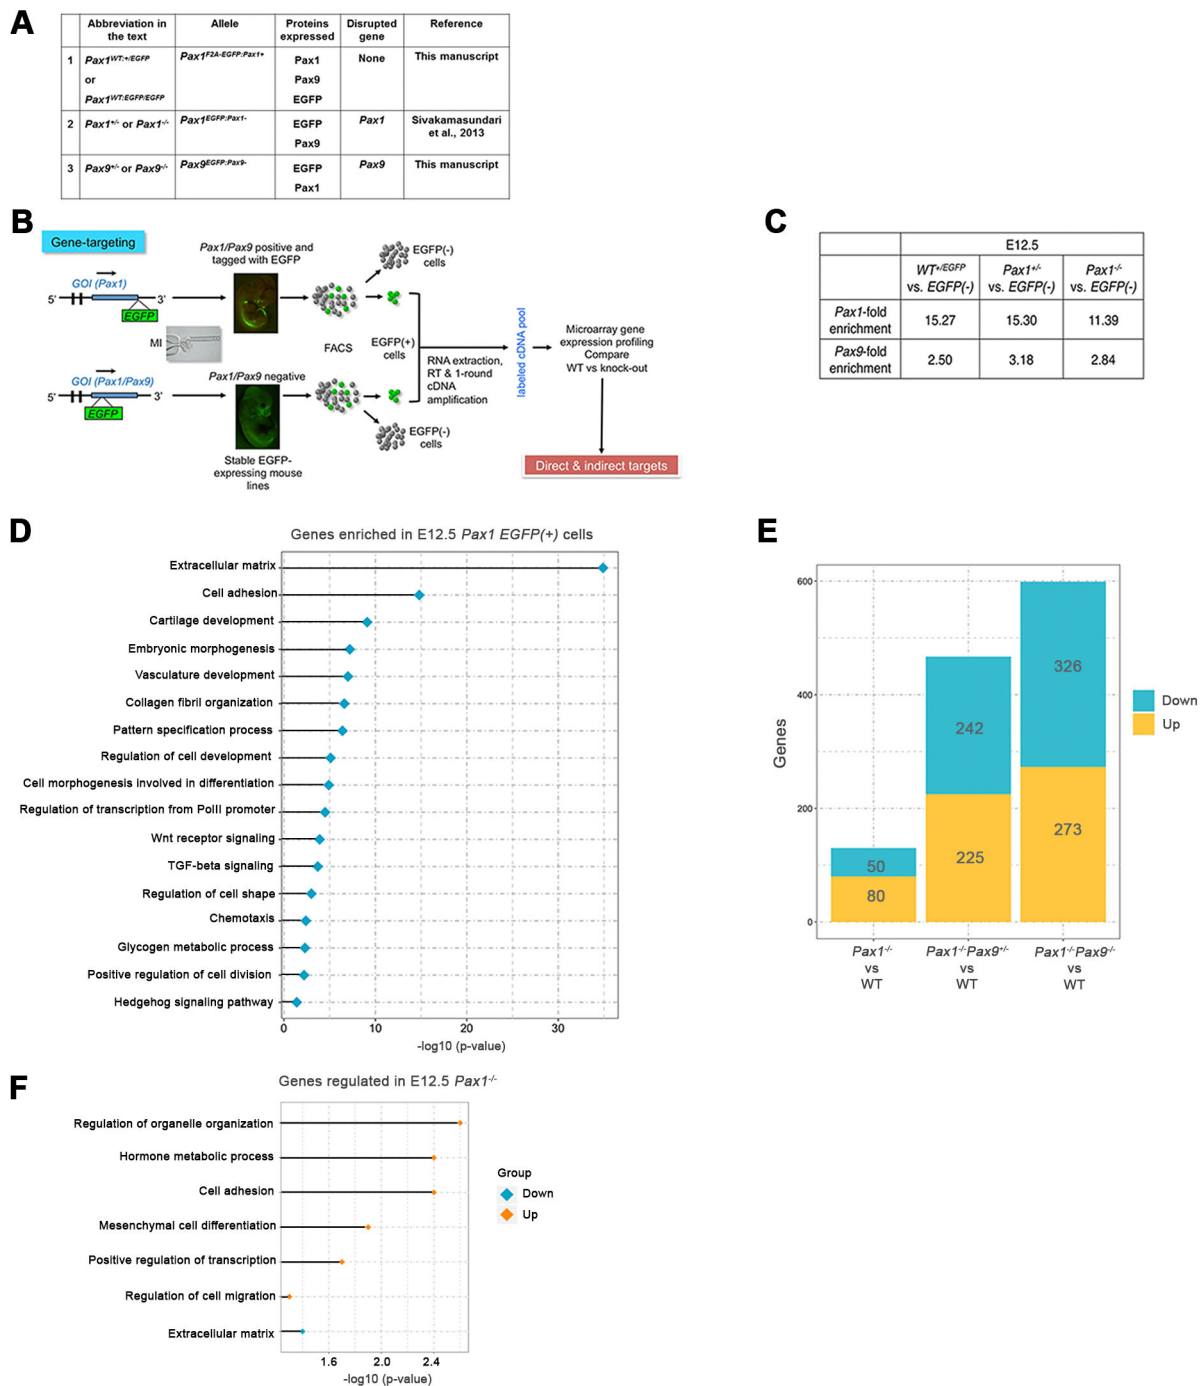 A
Abbreviation in the text Allele Proteins expressed Disrupted gene Reference
1 Pax1WT:+/EGFP or Pax1WT:EGFP/EGFP Pax1F2A-EGFP:Pax1+ Pax1 Pax9 EGFP None This manuscript
2 Pax1+/- or Pax1-/- Pax1EGFP:Pax1- EGFP Pax9 Pax1 Sivakamasundari et al., 2013
3 Pax9+/- or Pax9-/- Pax9EGFP:Pax9- EGFP Pax1 Pax9 This manuscript
B
Gene-targeting
GOI (Pax1)
5' 3'
EGFP
MI
GOI (Pax1/Pax9)
5' 3'
EGFP
Pax1/Pax9 positive and
tagged with EGFP
Pax1/Pax9 negative
Stable EGFP-
expressing mouse
lines
FACS
EGFP(-)
cells
EGFP(+)
cells
EGFP(-)
cells
RNA extraction,
RT & 1-round
cDNA
amplification
labeled cDNA pool
Microarray gene
expression profiling
Compare
WT vs knock-out
Direct & indirect targets
C
E12.5
WT+/EGFP vs. EGFP(-) Pax1+/- vs. EGFP(-) Pax1-/- vs. EGFP(-)
Pax1-fold enrichment 15.27 15.30 11.39
Pax9-fold enrichment 2.50 3.18 2.84
D
Genes enriched in E12.5 Pax1 EGFP(+) cells
Extracellular matrix
Cell adhesion
Cartilage development
Embryonic morphogenesis
Vasculature development
Collagen fibril organization
Pattern specification process
Regulation of cell development
Cell morphogenesis involved in differentiation
Regulation of transcription from PolII promoter
Wnt receptor signaling
TGF-beta signaling
Regulation of cell shape
Chemotaxis
Glycogen metabolic process
Positive regulation of cell division
Hedgehog signaling pathway
0 10 20 30
-log10 (p-value)
E
Genes
600
400
200
0
50
80
242
225
326
273
Down
Up
Pax1-/-
vs
WT
Pax1-/-Pax9+/-
vs
WT
Pax1-/-Pax9-/-
vs
WT
F
Genes regulated in E12.5 Pax1-/-
Regulation of organelle organization
Hormone metabolic process
Cell adhesion
Mesenchymal cell differentiation
Positive regulation of transcription
Regulation of cell migration
Extracellular matrix
1.6 2.0 2.4
-log10 (p-value)
Group
Down
Up